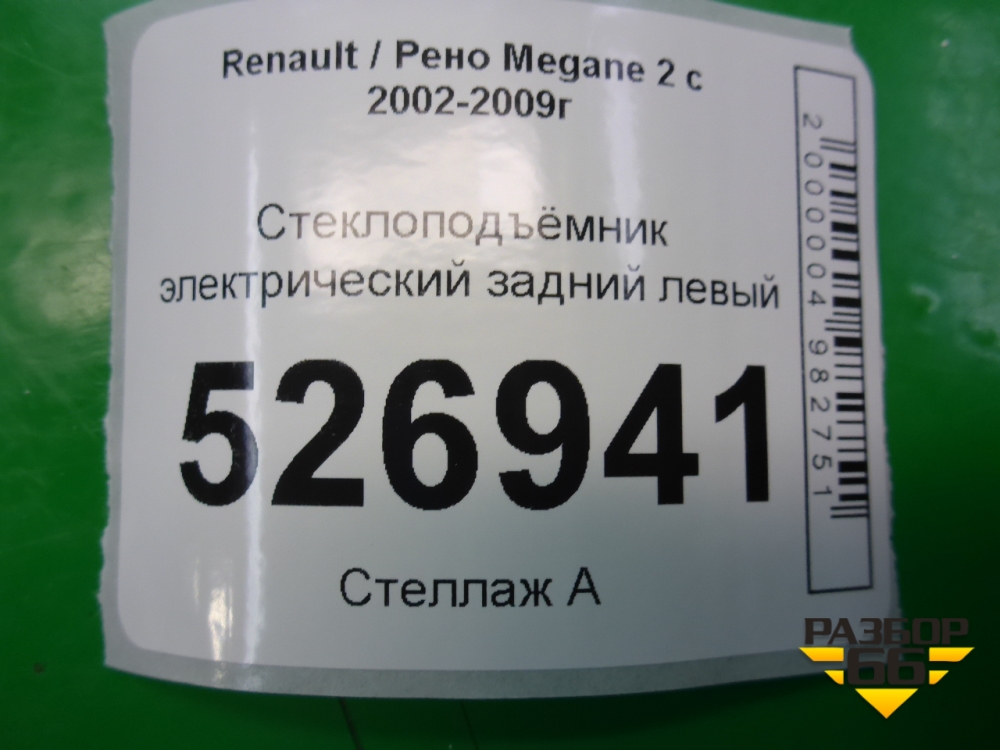 Renault / Рено Megane 2 с
2002-2009г
Стеклоподъёмник
электрический задний левый
526941
Стеллаж А
2000004982751
РАЗБОР
66